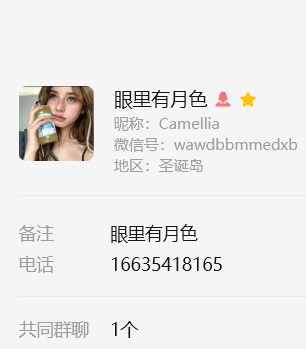 眼里有月色
昵称：Camellia
微信号：wawdbbmmedxb
地区：圣诞岛
备注 眼里有月色
电话 16635418165
共同群聊 1个